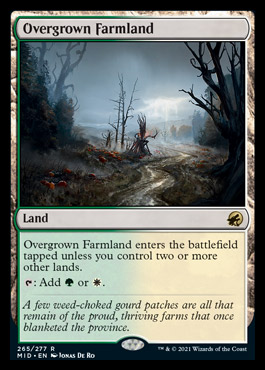 Overgrown Farmland
Land
Overgrown Farmland enters the battlefield
tapped unless you control two or more
other lands.
: Add or .
A few weed-choked gourd patches are all that
remain of the proud, thriving farms that once
blanketed the province.
265/277 R
MID • EN Jonas De Ro
™ & © 2021 Wizards of the Coast